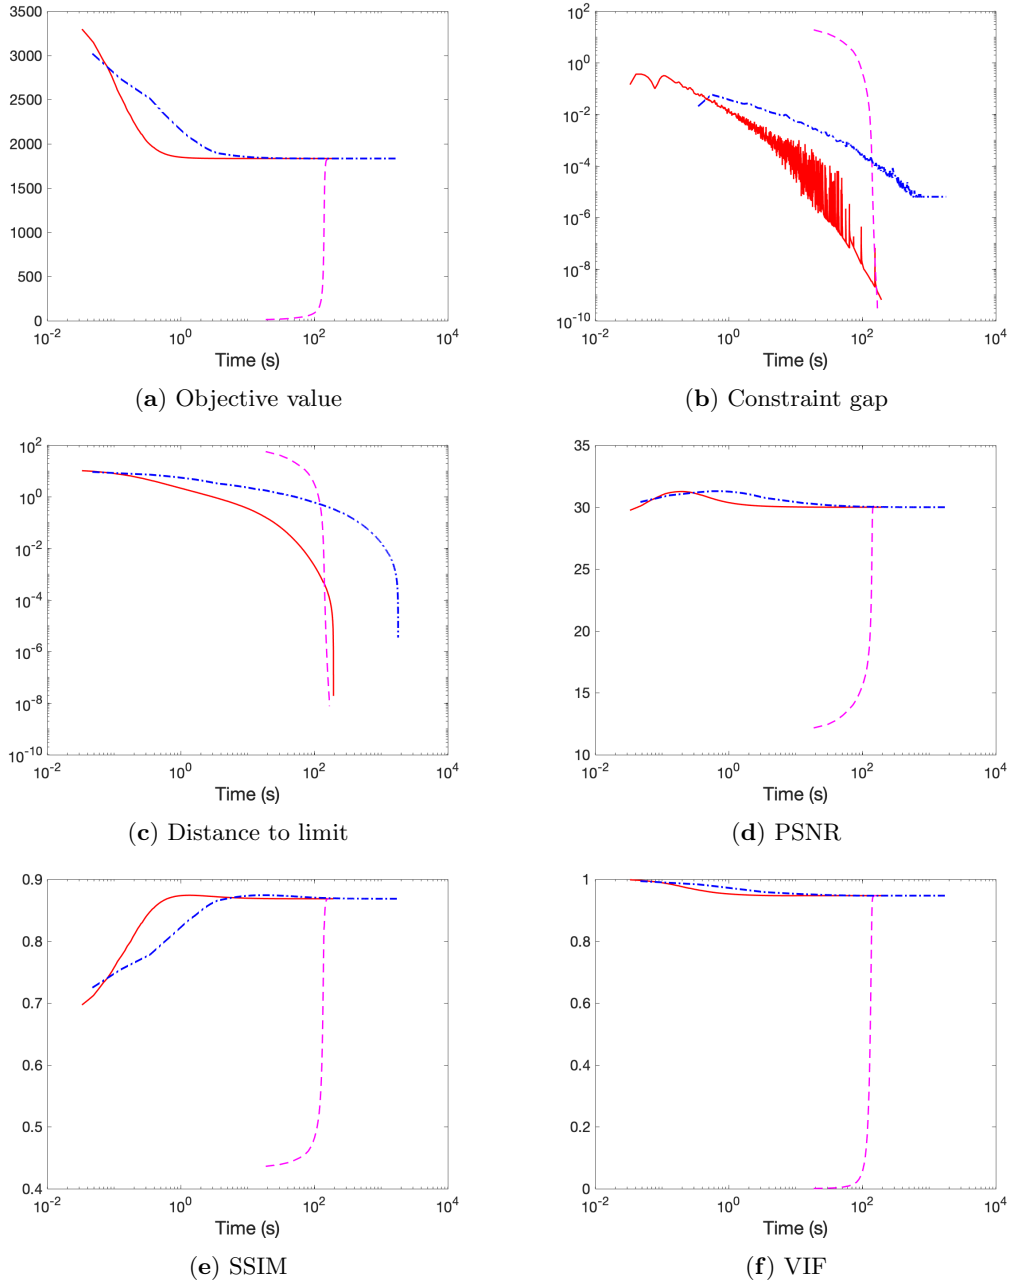 3500
3000
2500
2000
1500
1000
500
0
10^-2 10^0 10^2 10^4
Time (s)
(a) Objective value
10^2
10^0
10^-2
10^-4
10^-6
10^-8
10^-10
10^-2 10^0 10^2 10^4
Time (s)
(b) Constraint gap
10^2
10^0
10^-2
10^-4
10^-6
10^-8
10^-10
10^-2 10^0 10^2 10^4
Time (s)
(c) Distance to limit
35
30
25
20
15
10
10^-2 10^0 10^2 10^4
Time (s)
(d) PSNR
0.9
0.8
0.7
0.6
0.5
0.4
10^-2 10^0 10^2 10^4
Time (s)
(e) SSIM
1
0.8
0.6
0.4
0.2
0
10^-2 10^0 10^2 10^4
Time (s)
(f) VIF